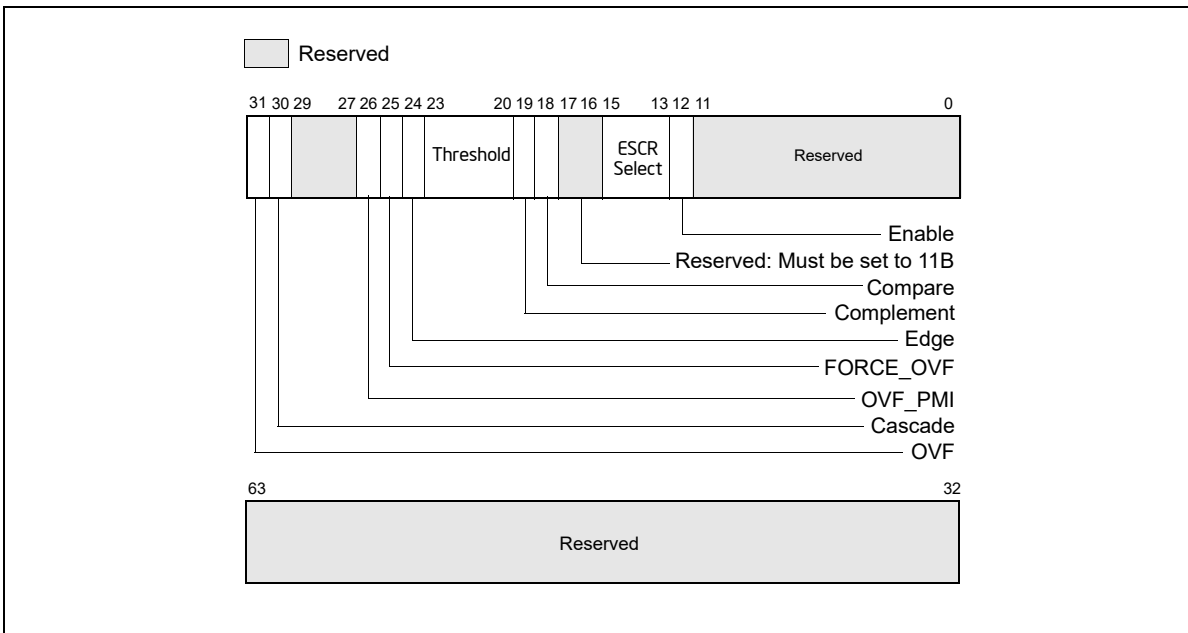 Reserved
31 30 29 27 26 25 24 23 20 19 18 17 16 15 13 12 11 0
Threshold
ESCR
Select
Reserved
Enable
Reserved: Must be set to 11B
Compare
Complement
Edge
FORCE_OVF
OVF_PMI
Cascade
OVF
63 32
Reserved